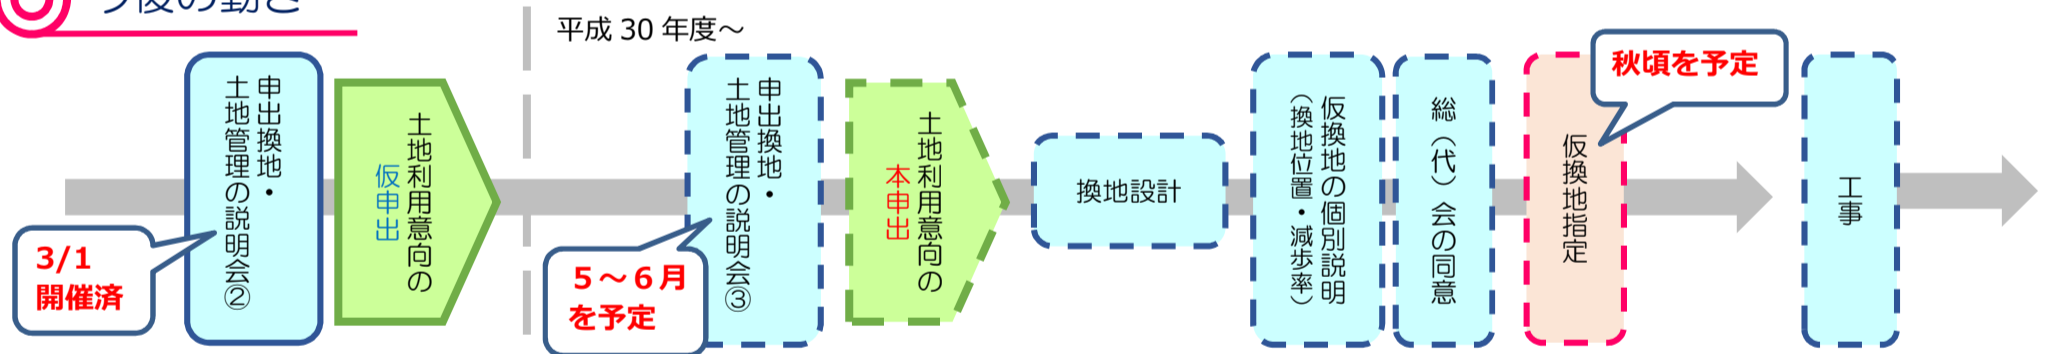 今後の動き
平成 30 年度～
申出換地・
土地管理の説明会②
3/1
開催済
土地利用意向の
仮申出
申出換地・
土地管理の説明会③
５～６月
を予定
土地利用意向の
本申出
換地設計
仮換地の個別説明
（換地位置・減歩率）
総（代）会の同意
仮換地指定
秋頃を予定
工事